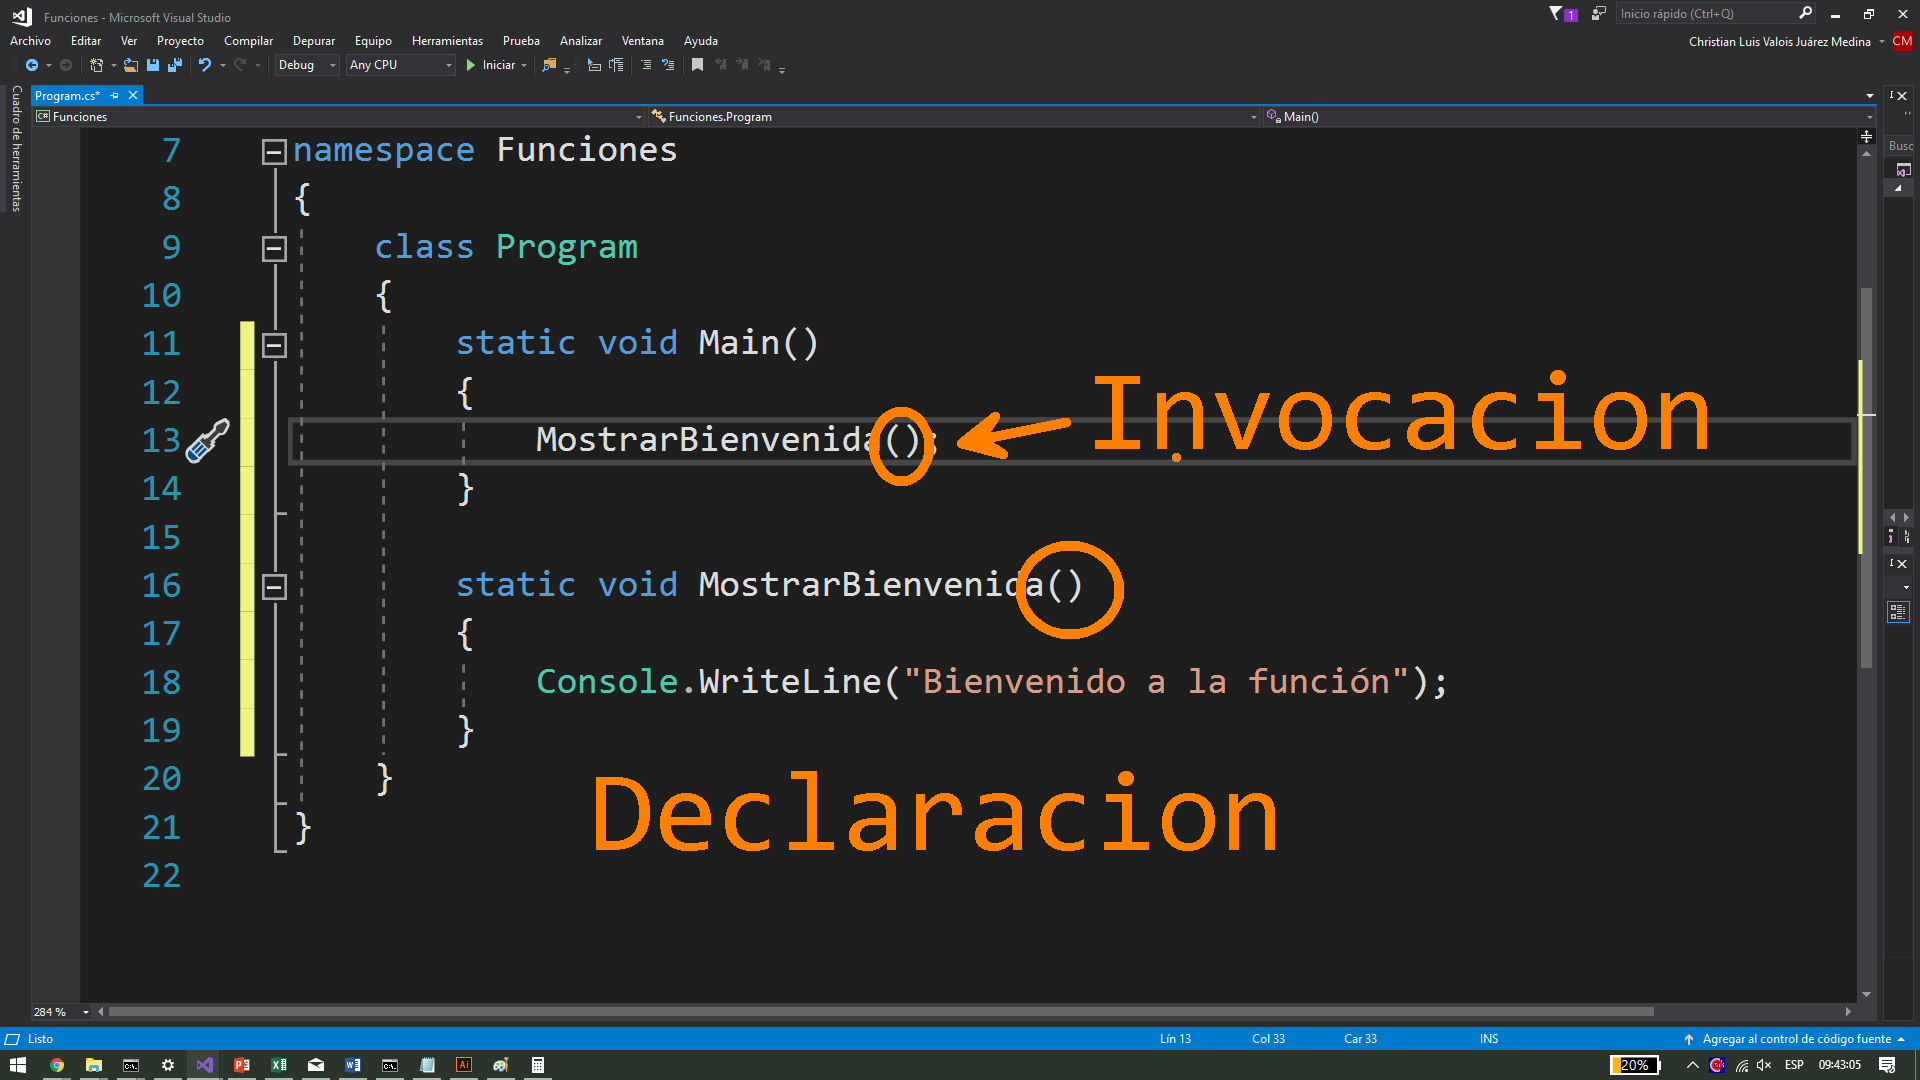 Funciones - Microsoft Visual Studio
1
Inicio rápido (Ctrl+Q)
Archivo Editar Ver Proyecto Compilar Depurar Equipo Herramientas Prueba Analizar Ventana Ayuda
Christian Luis Valois Juárez Medina CM
Debug Any CPU Iniciar
Cuadro de herramientas
Program.cs*
Funciones Funciones.Program Main()
Busc
7 namespace Funciones
8 {
9 class Program
10 {
11 static void Main()
12 {
13 MostrarBienvenida();
Invocacion
14 }
15
16 static void MostrarBienvenida()
17 {
18 Console.WriteLine("Bienvenido a la función");
19 }
20 }
Declaracion
21 }
22
284 %
Listo Lín 13 Col 33 Car 33 INS Agregar al control de código fuente
20% ESP 09:43:05